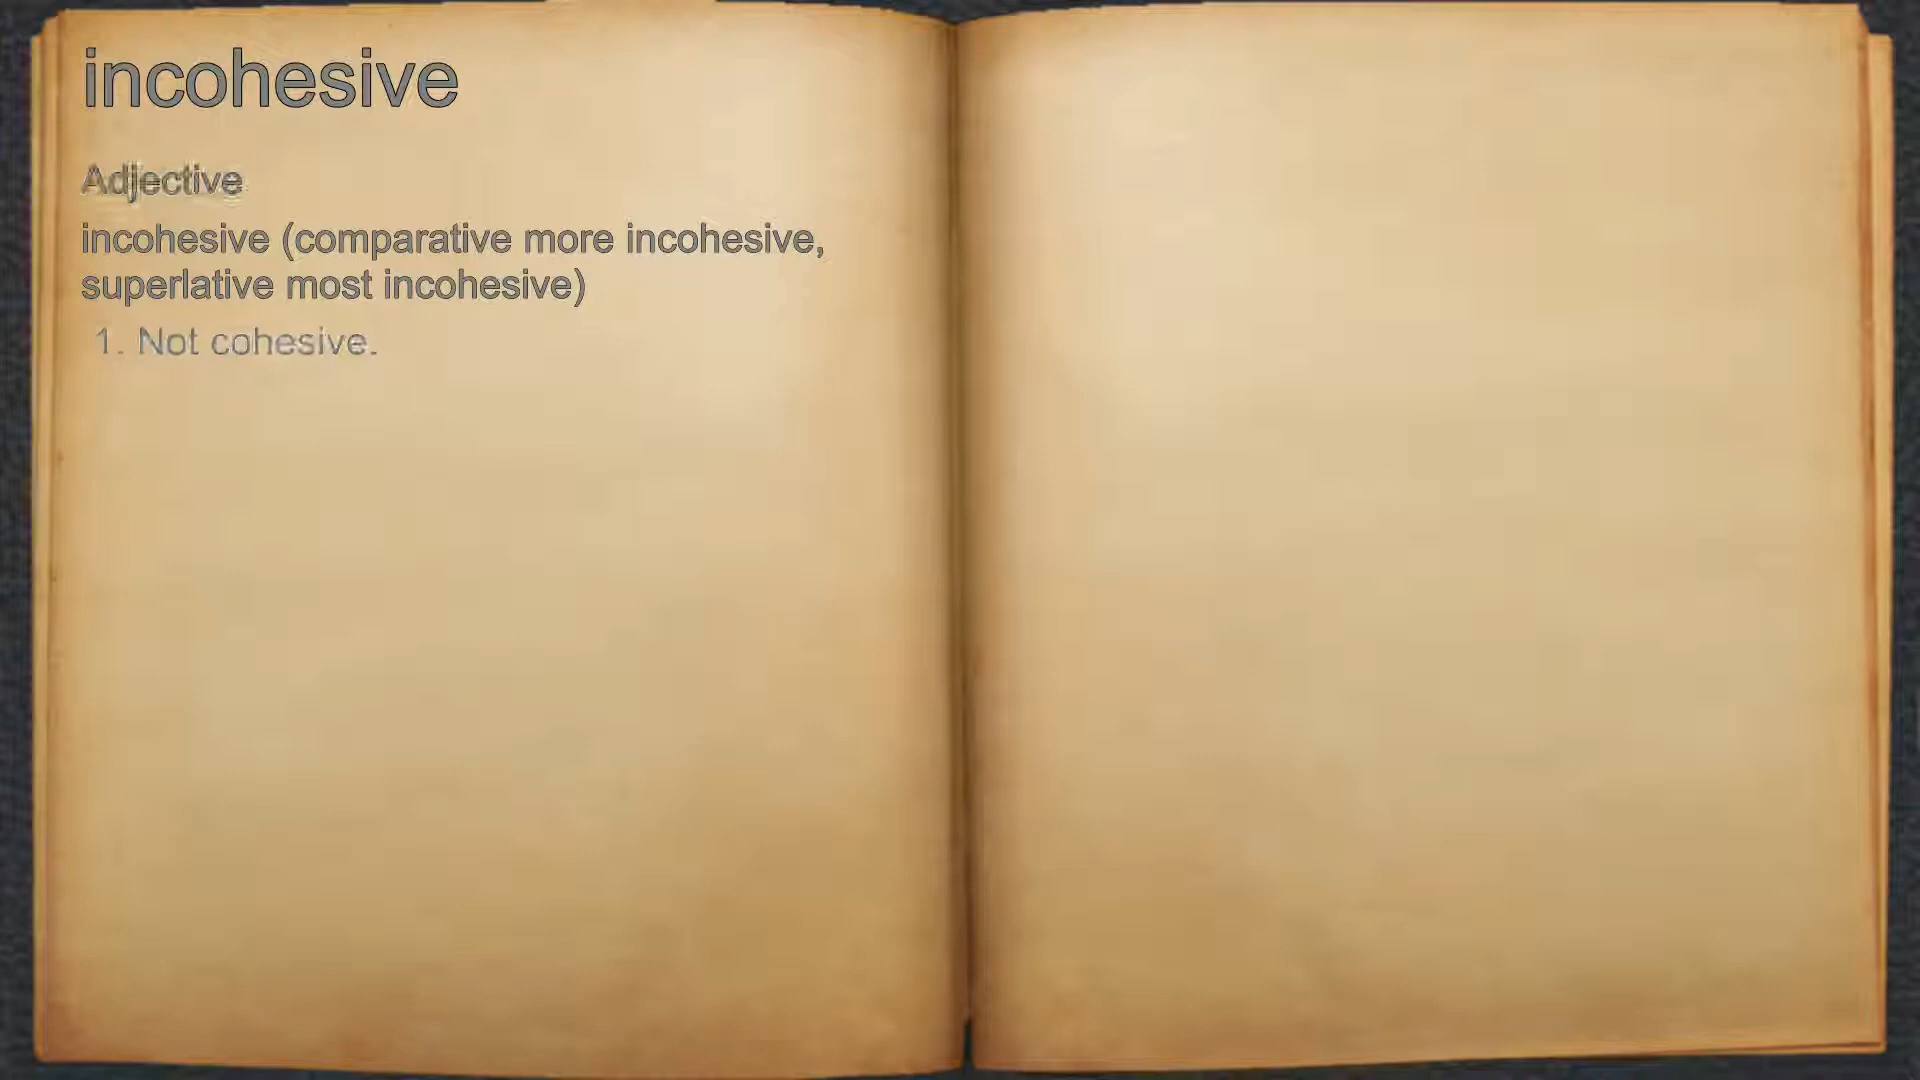 incohesive
Adjective
incohesive (comparative more incohesive,
superlative most incohesive)
1. Not cohesive.